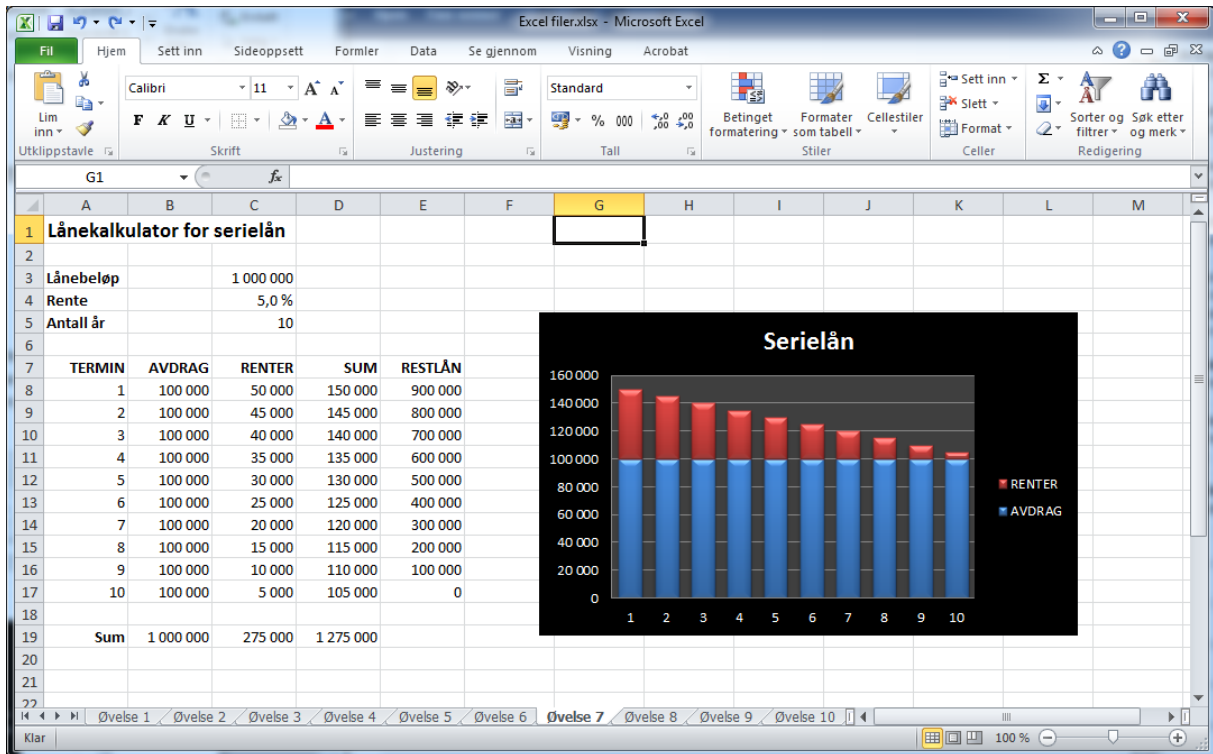 Excel filer.xlsx - Microsoft Excel
Fil Hjem Sett inn Sideoppsett Formler Data Se gjennom Visning Acrobat
Calibri 11 Standard
Lim inn
F K U
% 000
Betinget formatering
Formater som tabell
Cellestiler
Sett inn
Slett
Format
Sorter og filtrer
Søk etter og merk
Utklippstavle Skrift Justering Tall Stiler Celler Redigering
G1 fx
A B C D E F G H I J K L M
1 Lånekalkulator for serielån
2
3 Lånebeløp 1 000 000
4 Rente 5,0 %
5 Antall år 10
6
7 TERMIN AVDRAG RENTER SUM RESTLÅN
8 1 100 000 50 000 150 000 900 000
9 2 100 000 45 000 145 000 800 000
10 3 100 000 40 000 140 000 700 000
11 4 100 000 35 000 135 000 600 000
12 5 100 000 30 000 130 000 500 000
13 6 100 000 25 000 125 000 400 000
14 7 100 000 20 000 120 000 300 000
15 8 100 000 15 000 115 000 200 000
16 9 100 000 10 000 110 000 100 000
17 10 100 000 5 000 105 000 0
18
19 Sum 1 000 000 275 000 1 275 000
20
21
22
Serielån
160 000
140 000
120 000
100 000
80 000
60 000
40 000
20 000
0
1 2 3 4 5 6 7 8 9 10
RENTER
AVDRAG
Øvelse 1 Øvelse 2 Øvelse 3 Øvelse 4 Øvelse 5 Øvelse 6 Øvelse 7 Øvelse 8 Øvelse 9 Øvelse 10
Klar 100 %